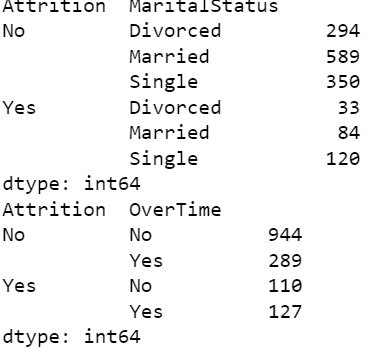 Attrition  MaritalStatus
No         Divorced         294
           Married          589
           Single           350
Yes        Divorced          33
           Married           84
           Single           120
dtype: int64
Attrition  OverTime
No         No          944
           Yes         289
Yes        No          110
           Yes         127
dtype: int64